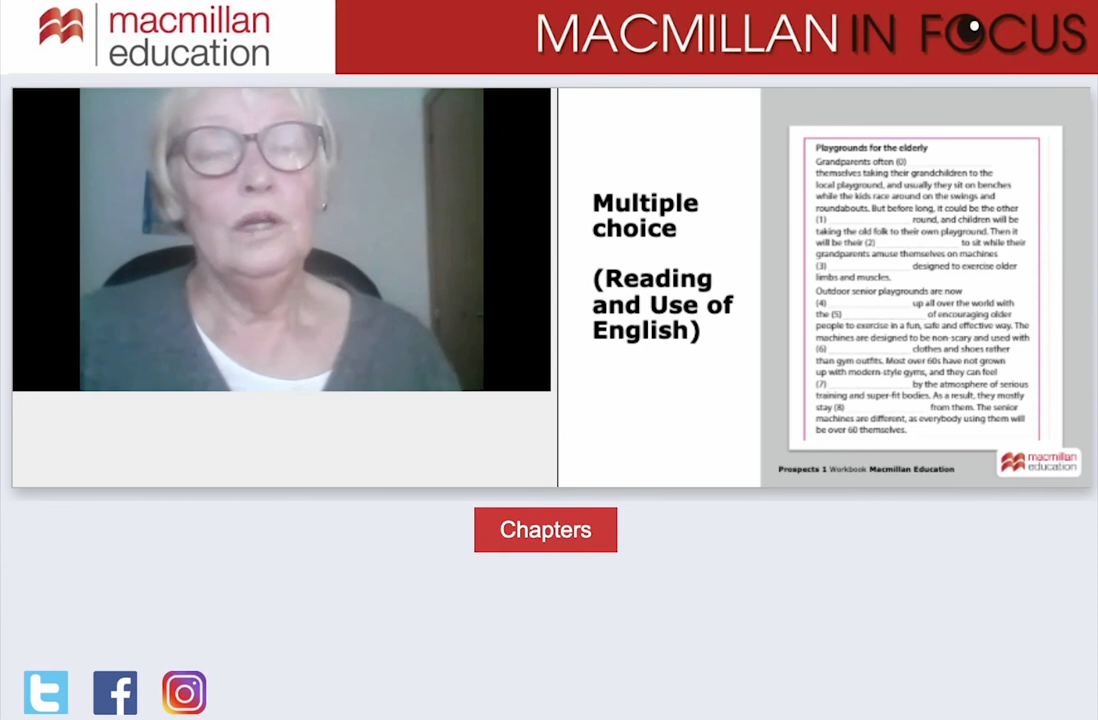 macmillan
education
MACMILLAN IN FOCUS
Multiple
choice
(Reading
and Use of
English)
Playgrounds for the elderly
Grandparents often (0)
themselves taking their grandchildren to the
local playground, and usually they sit on benches
while the kids race around on the swings and
roundabouts. But before long, it could be the other
(1) round, and children will be
taking the old folk to their own playground. Then it
will be their (2) to sit while their
grandparents amuse themselves on machines
(3) designed to exercise older
limbs and muscles.
Outdoor senior playgrounds are now
(4) up all over the world with
the (5) of encouraging older
people to exercise in a fun, safe and effective way. The
machines are designed to be non-scary and used with
(6) clothes and shoes rather
than gym outfits. Most over 60s have not grown
up with modern-style gyms, and they can feel
(7) by the atmosphere of serious
training and super-fit bodies. As a result, they mostly
stay (8) from them. The senior
machines are different, as everybody using them will
be over 60 themselves.
Prospects 1 Workbook Macmillan Education
macmillan
education
Chapters